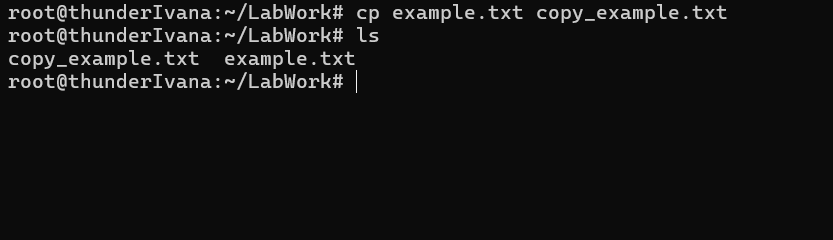 root@thunderIvana:~/LabWork# cp example.txt copy_example.txt
root@thunderIvana:~/LabWork# ls
copy_example.txt  example.txt
root@thunderIvana:~/LabWork#